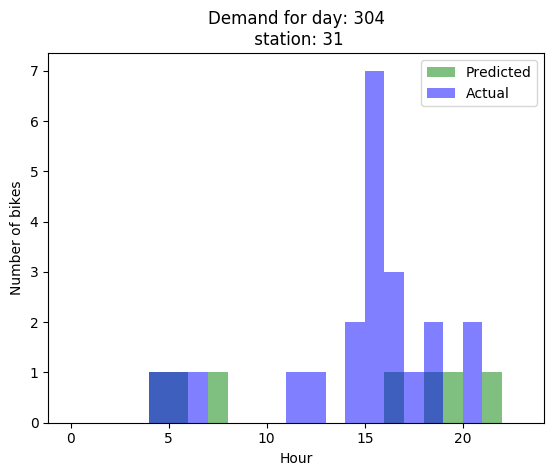 Demand for day: 304
station: 31
Predicted
Actual
Number of bikes
7
6
5
4
3
2
1
0
0 5 10 15 20
Hour